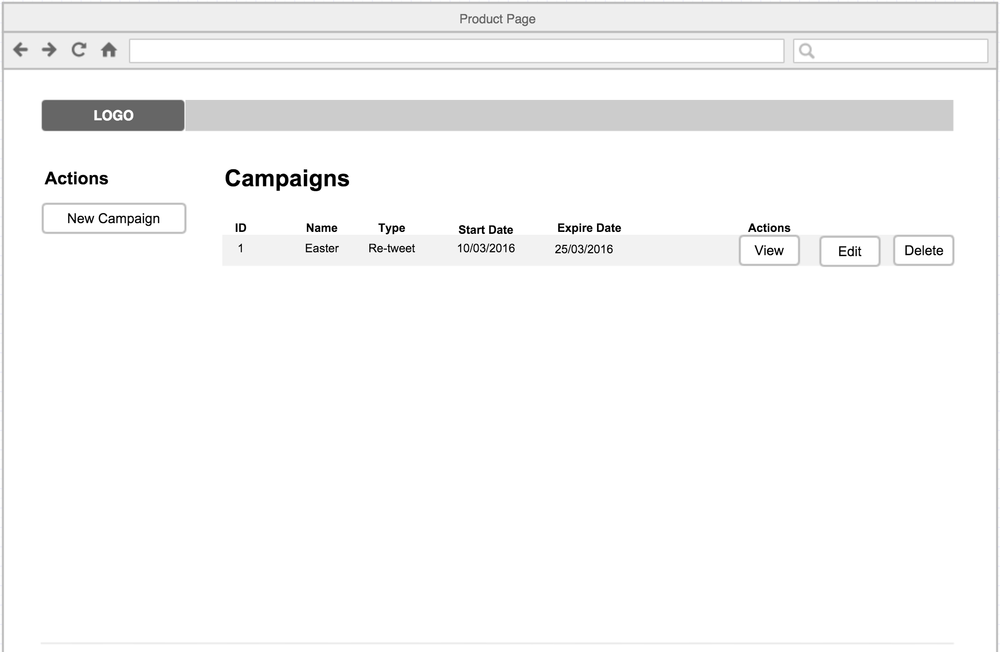 Product Page
LOGO
Actions
New Campaign
Campaigns
ID Name Type Start Date Expire Date Actions
1 Easter Re-tweet 10/03/2016 25/03/2016 View Edit Delete